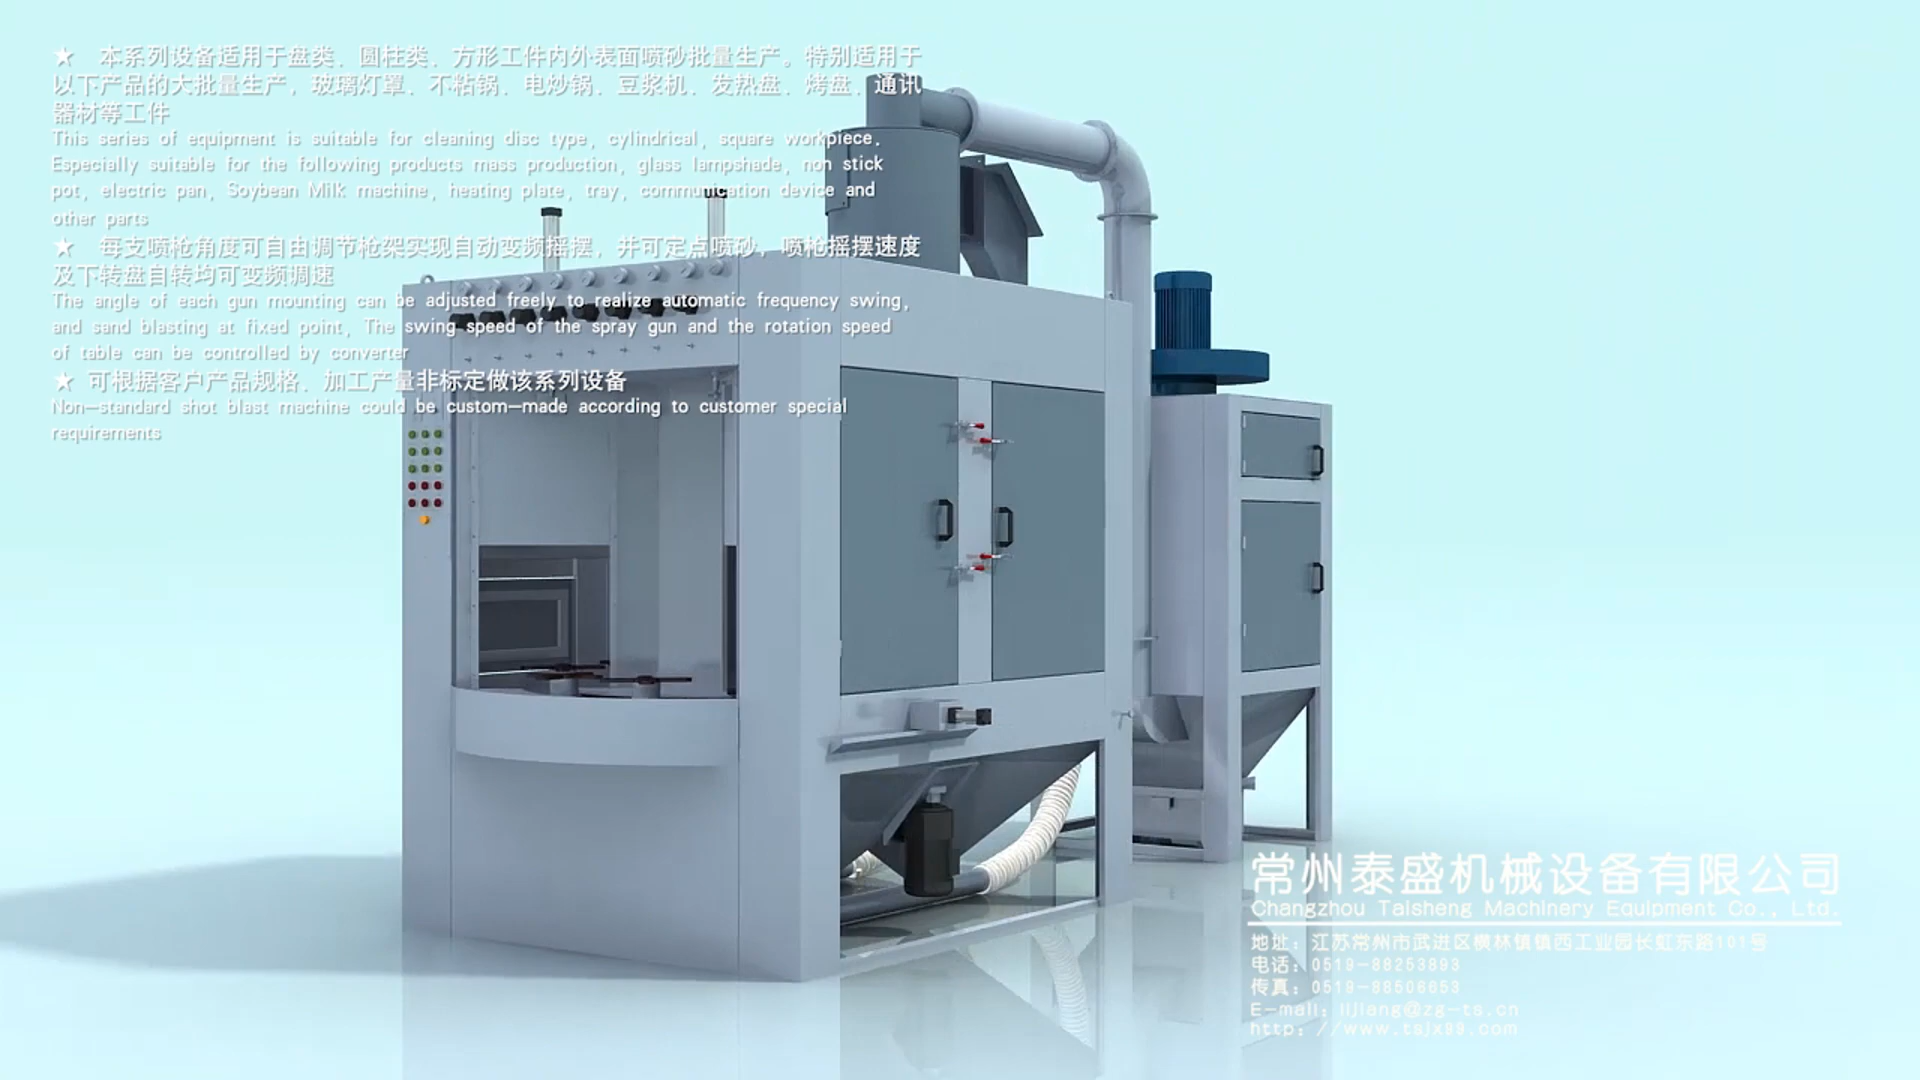 ★ 本系列设备适用于盘类、圆柱类、方形工件内外表面喷砂批量生产。特别适用于
以下产品的大批量生产，玻璃灯罩、不粘锅、电炒锅、豆浆机、发热盘、烤盘、通讯
器材等工件
This series of equipment is suitable for cleaning disc type, cylindrical, square workpiece.
Especially suitable for the following products mass production, glass lampshade, non stick
pot, electric pan, Soybean Milk machine, heating plate, tray, communication device and
other parts
★ 每支喷枪角度可自由调节枪架实现自动变频摇摆，并可定点喷砂，喷枪摇摆速度
及下转盘自转均可变频调速
The angle of each gun mounting can be adjusted freely to realize automatic frequency swing,
and sand blasting at fixed point, The swing speed of the spray gun and the rotation speed
of table can be controlled by converter
★ 可根据客户产品规格、加工产量非标定做该系列设备
Non-standard shot blast machine could be custom-made according to customer special
requirements
常州泰盛机械设备有限公司
Changzhou Taisheng Machinery Equipment Co., Ltd.
地址：江苏常州市武进区横林镇镇西工业园长虹东路101号
电话：0519-88253893
传真：0519-88506653
E-mail：lijiang@zg-ts.cn
http：//www.tsjx99.com